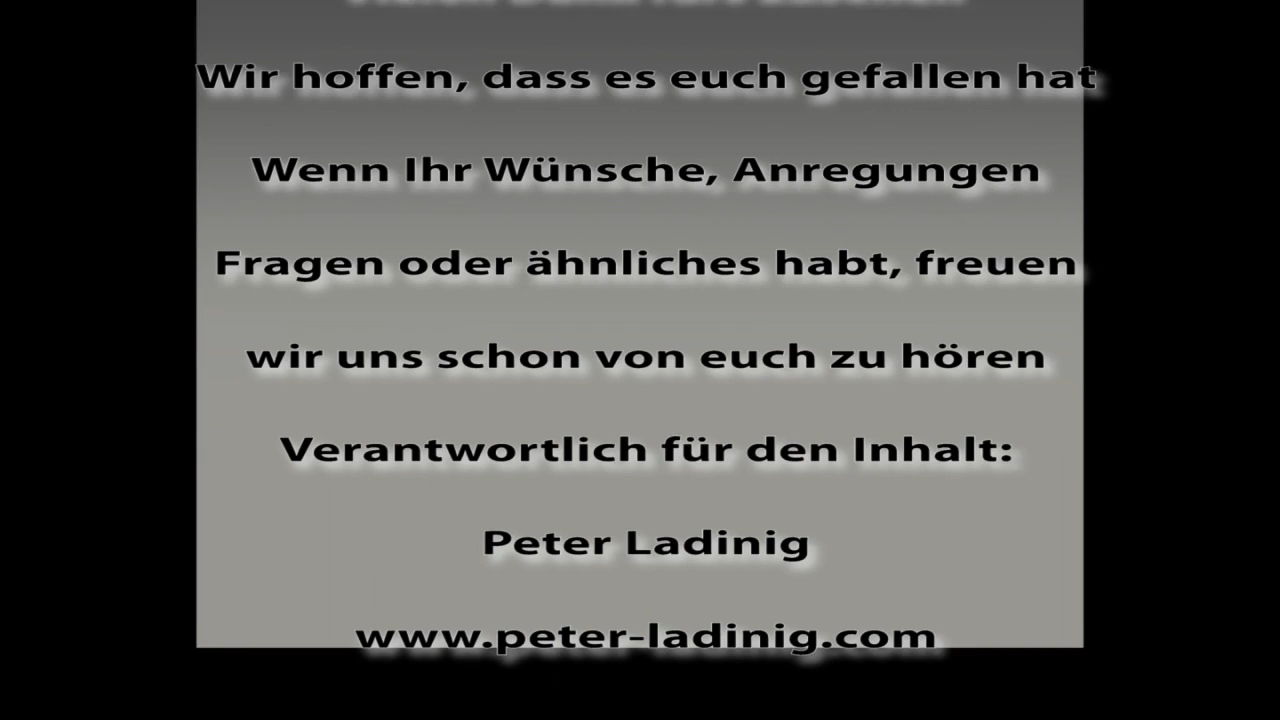 Wir hoffen, dass es euch gefallen hat
Wenn Ihr Wünsche, Anregungen
Fragen oder ähnliches habt, freuen
wir uns schon von euch zu hören
Verantwortlich für den Inhalt:
Peter Ladinig
www.peter-ladinig.com